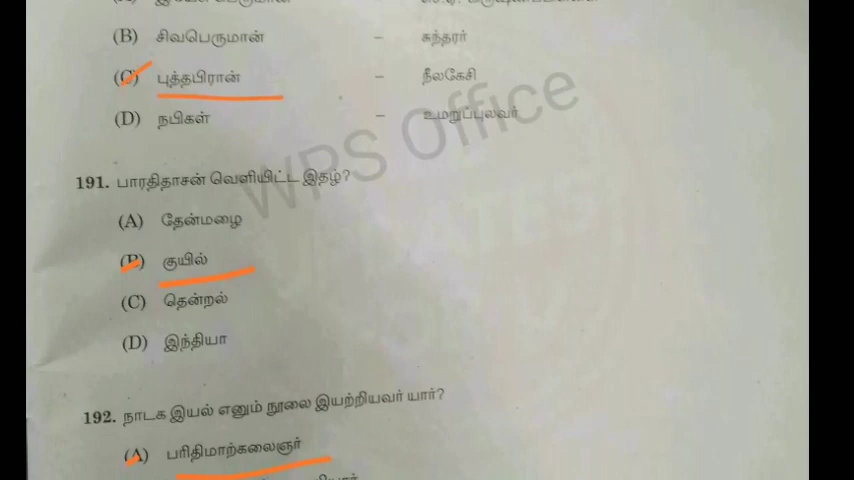 (B) சிவபெருமான் – சுந்தரர்
(C) புத்தபிரான் – நீலகேசி
(D) நபிகள் – உமறுப்புலவர்
WPS Office
191. பாரதிதாசன் வெளியிட்ட இதழ்?
(A) தேன்மழை
(B) குயில்
(C) தென்றல்
(D) இந்தியா
192. நாடக இயல் எனும் நூலை இயற்றியவர் யார்?
(A) பரிதிமாற்கலைஞர்